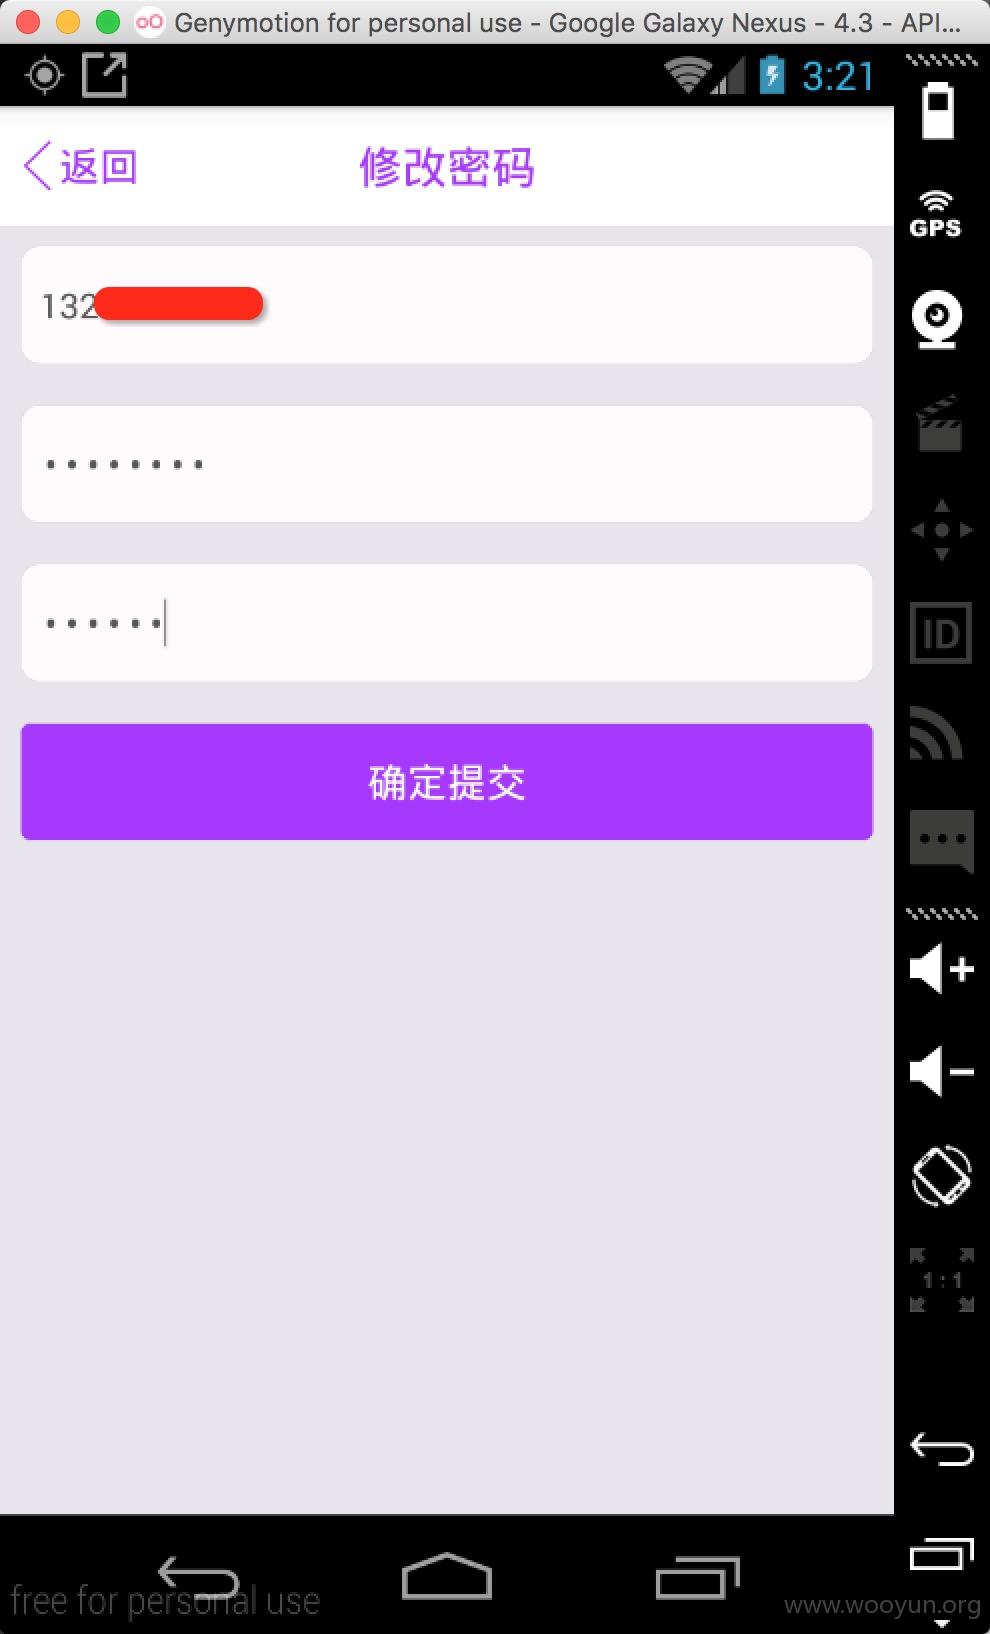 Genymotion for personal use - Google Galaxy Nexus - 4.3 - API...
3:21
返回
修改密码
GPS
132
••••••••
••••••
ID
确定提交
1:1
free for personal use
www.wooyun.org